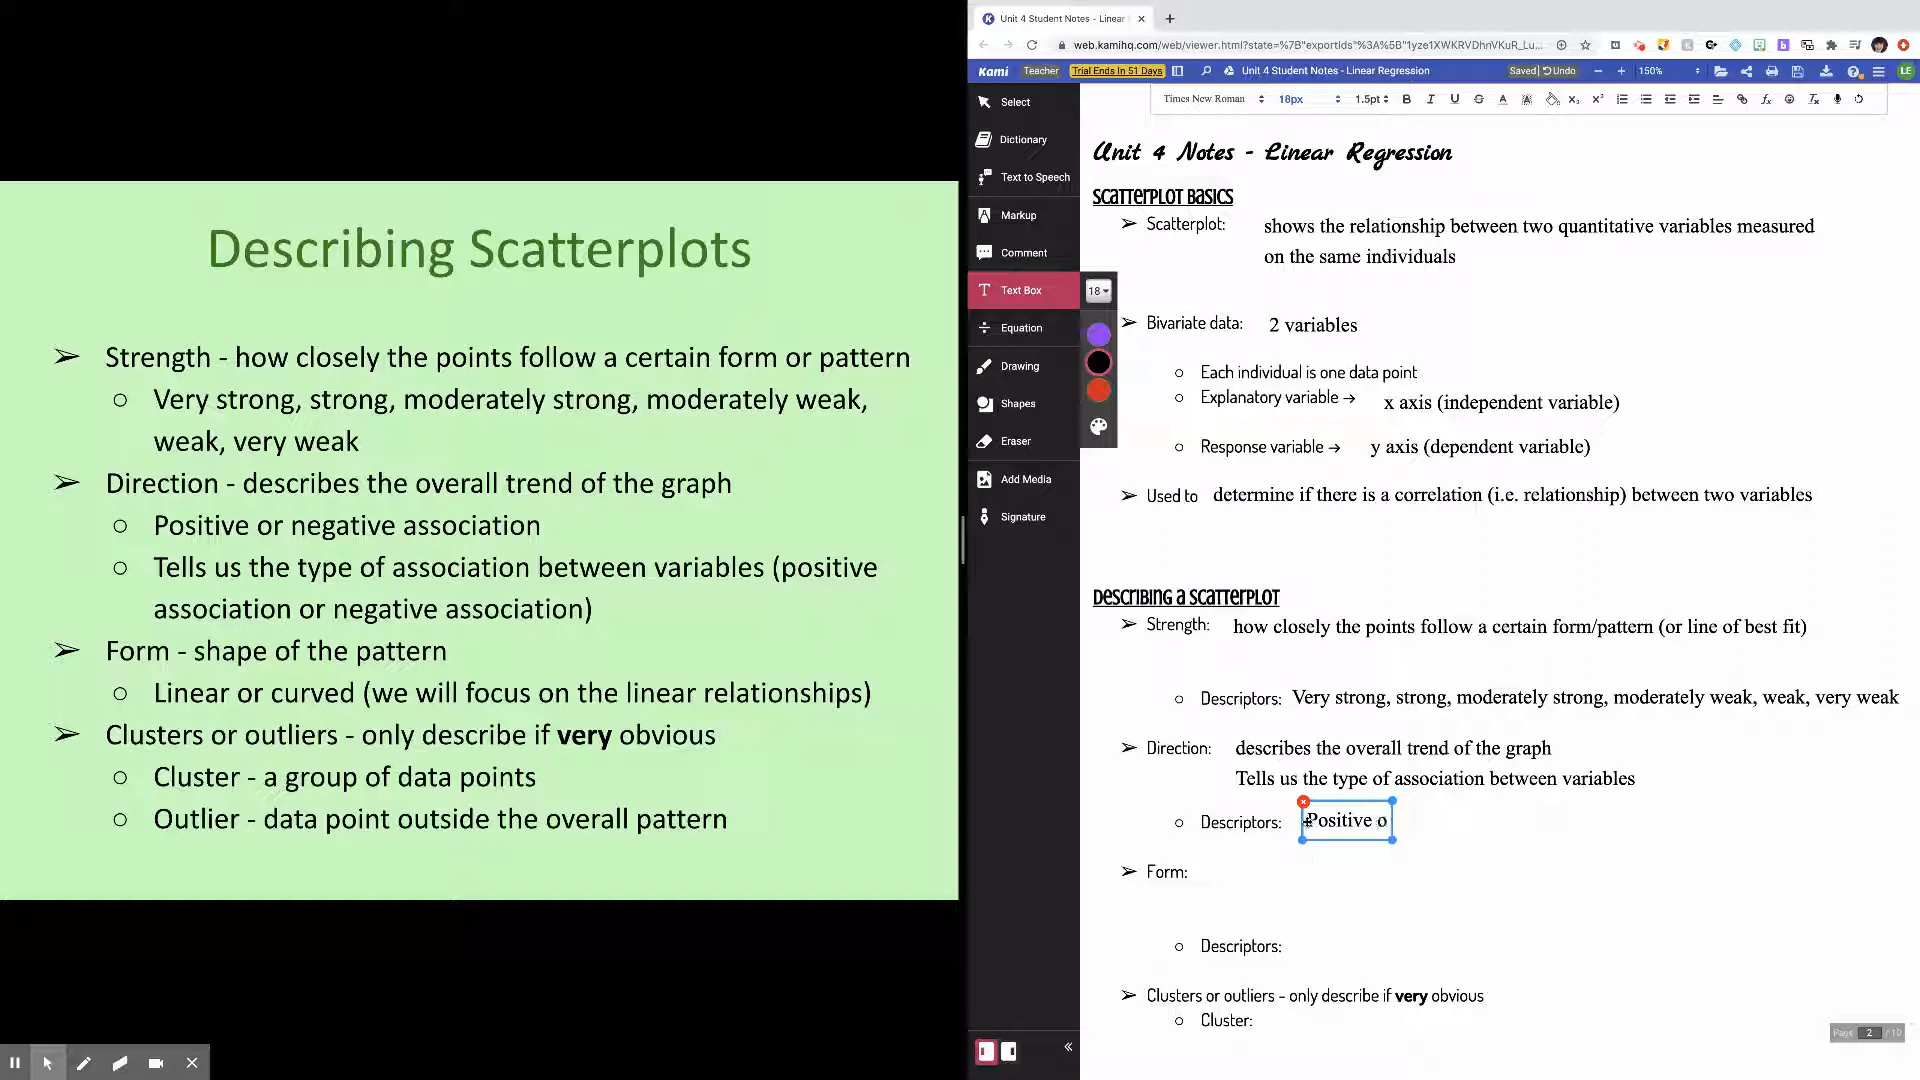 Describing Scatterplots
➢ Strength - how closely the points follow a certain form or pattern
○ Very strong, strong, moderately strong, moderately weak,
weak, very weak
➢ Direction - describes the overall trend of the graph
○ Positive or negative association
○ Tells us the type of association between variables (positive
association or negative association)
➢ Form - shape of the pattern
○ Linear or curved (we will focus on the linear relationships)
➢ Clusters or outliers - only describe if very obvious
○ Cluster - a group of data points
○ Outlier - data point outside the overall pattern
Unit 4 Student Notes - Linear
web.kamihq.com/web/viewer.html?state=%7B"exportIds"%3A%5B"1yze1XWKRVDhnVKuR_Lu...
Kami Teacher Trial Ends In 51 Days Unit 4 Student Notes - Linear Regression Saved Undo 150% LE
Times New Roman 18px 1.5pt B I U S A A X₂ X² fx Tx
Select
Dictionary
Text to Speech
Markup
Comment
Text Box 18
Equation
Drawing
Shapes
Eraser
Add Media
Signature
Unit 4 Notes - Linear Regression
Scatterplot Basics
➢ Scatterplot: shows the relationship between two quantitative variables measured
on the same individuals
➢ Bivariate data: 2 variables
○ Each individual is one data point
○ Explanatory variable → x axis (independent variable)
○ Response variable → y axis (dependent variable)
➢ Used to determine if there is a correlation (i.e. relationship) between two variables
Describing a Scatterplot
➢ Strength: how closely the points follow a certain form/pattern (or line of best fit)
○ Descriptors: Very strong, strong, moderately strong, moderately weak, weak, very weak
➢ Direction: describes the overall trend of the graph
Tells us the type of association between variables
○ Descriptors: Positive o
➢ Form:
○ Descriptors:
➢ Clusters or outliers - only describe if very obvious
○ Cluster:
Page 2 / 10